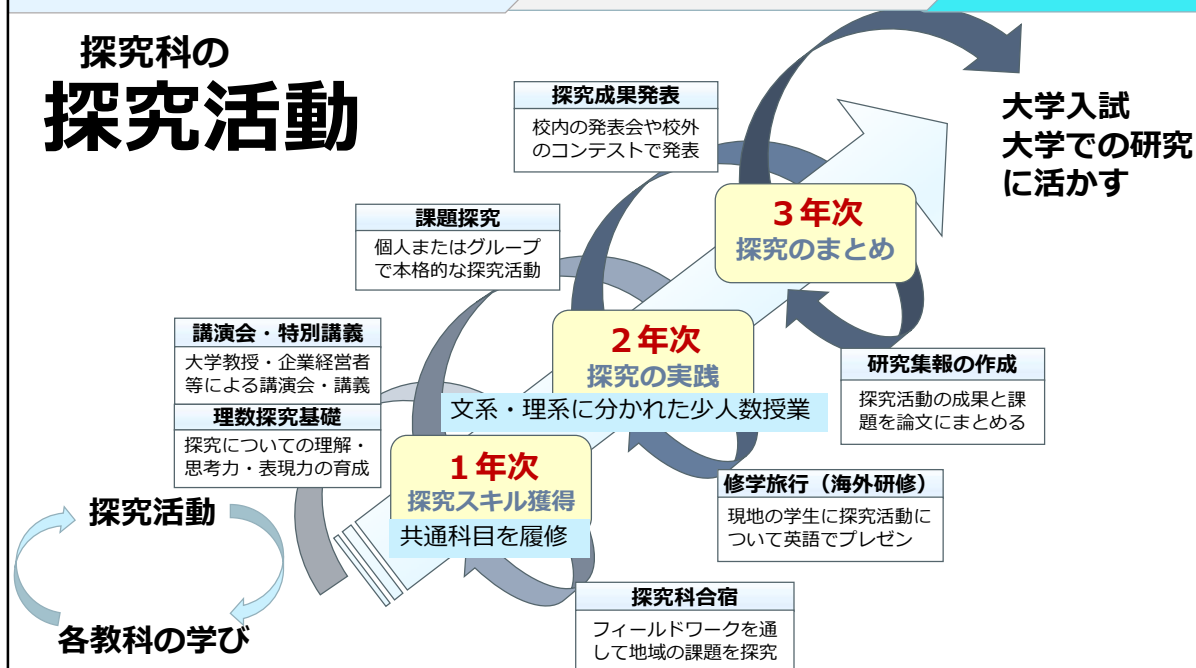 探究科の
探究活動
大学入試
大学での研究
に活かす
探究成果発表
校内の発表会や校外
のコンテストで発表
３年次
探究のまとめ
課題探究
個人またはグループ
で本格的な探究活動
２年次
探究の実践
文系・理系に分かれた少人数授業
研究集報の作成
探究活動の成果と課
題を論文にまとめる
講演会・特別講義
大学教授・企業経営者
等による講演会・講義
理数探究基礎
探究についての理解・
思考力・表現力の育成
１年次
探究スキル獲得
共通科目を履修
修学旅行（海外研修）
現地の学生に探究活動に
ついて英語でプレゼン
探究科合宿
フィールドワークを通
して地域の課題を探究
探究活動
各教科の学び